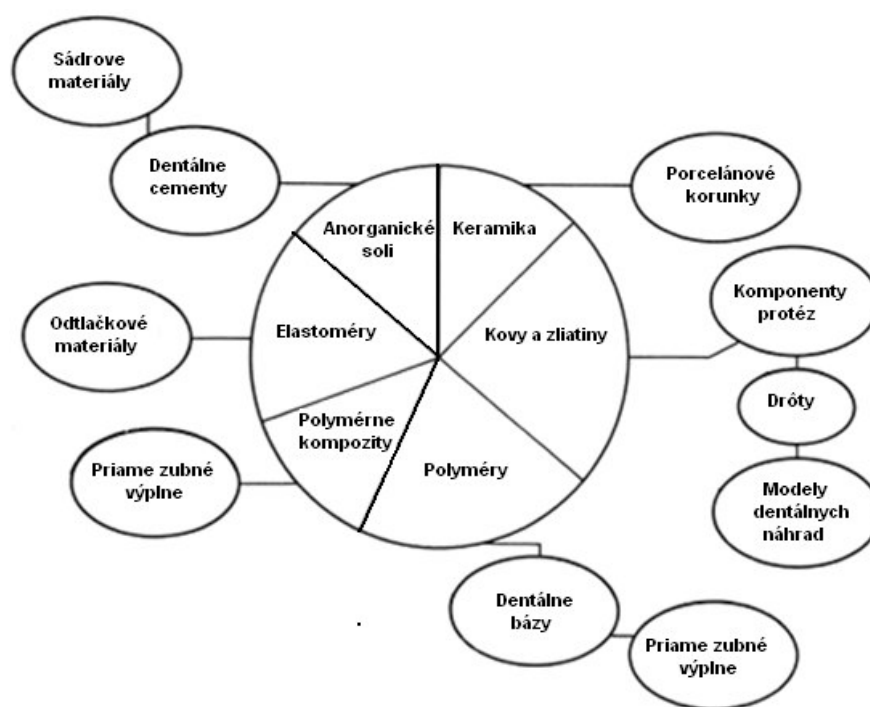 Sádrove
materiály
Dentálne
cementy
Anorganické
soli
Keramika
Porcelánové
korunky
Elastoméry
Kovy a zliatiny
Komponenty
protéz
Odtlačkové
materiály
Drôty
Polymérne
kompozity
Polyméry
Priame zubné
výplne
Modely
dentálnych
náhrad
Dentálne
bázy
Priame zubné
výplne